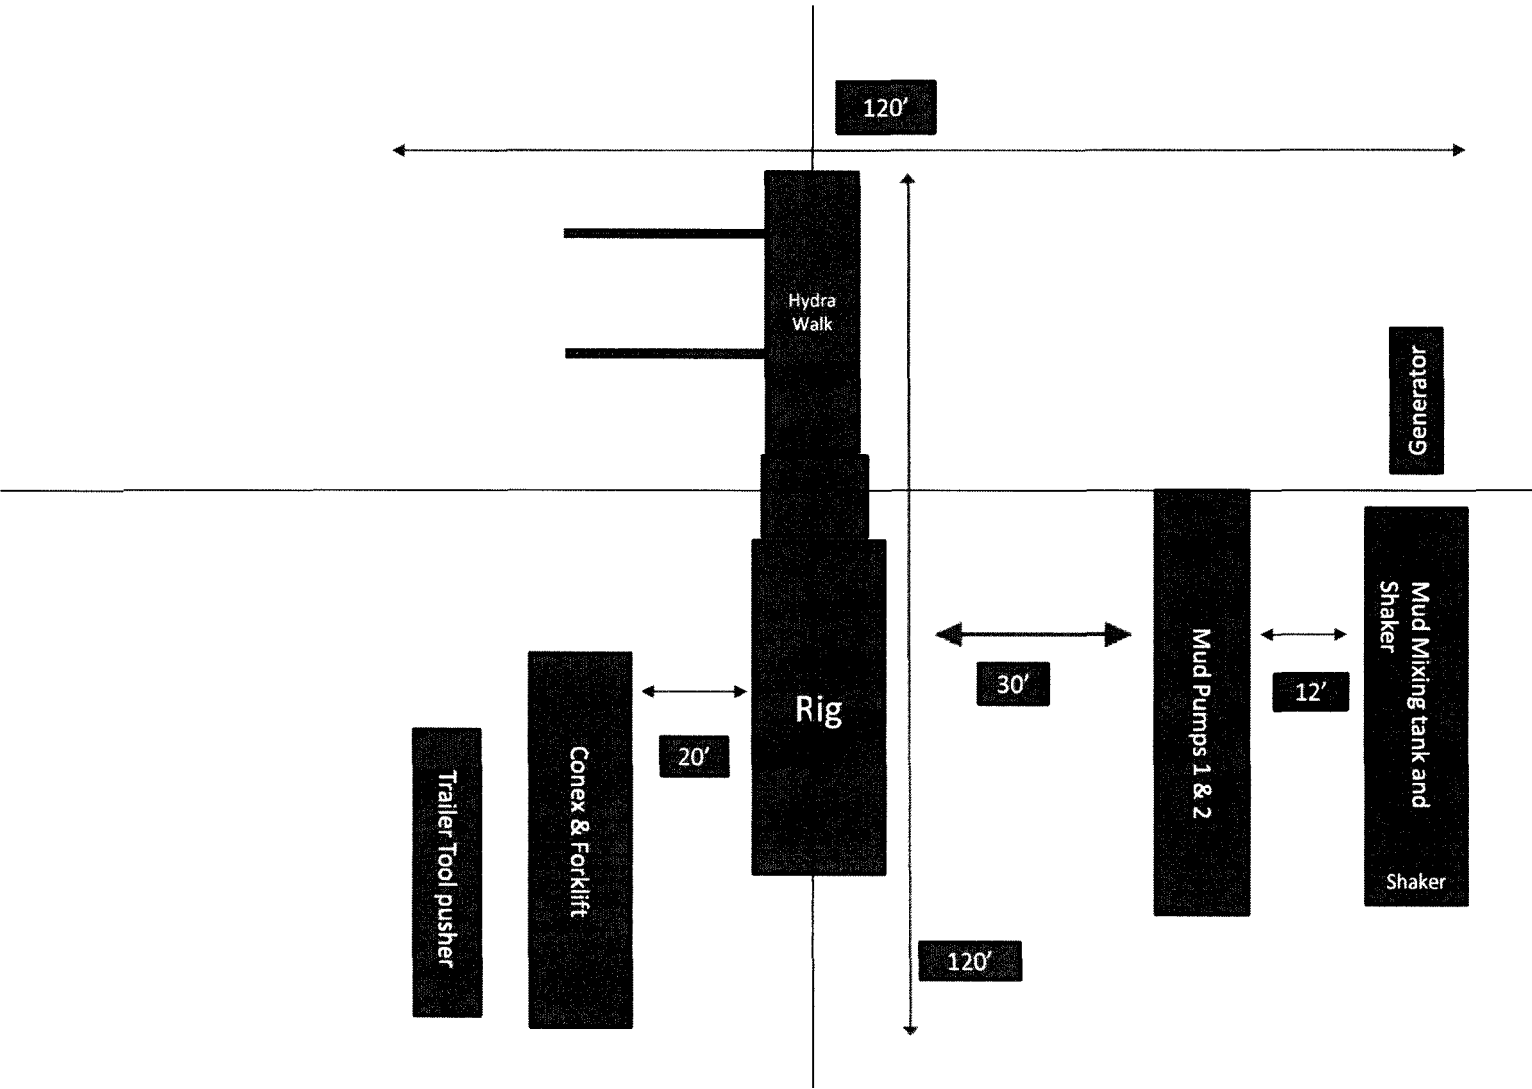 120’
Hydra
Walk
Generator
Mud Mixing tank and
Shaker
30’
12’
Mud Pumps 1 & 2
Rig
20’
Conex & Forklift
Trailer Tool pusher
Shaker
120’